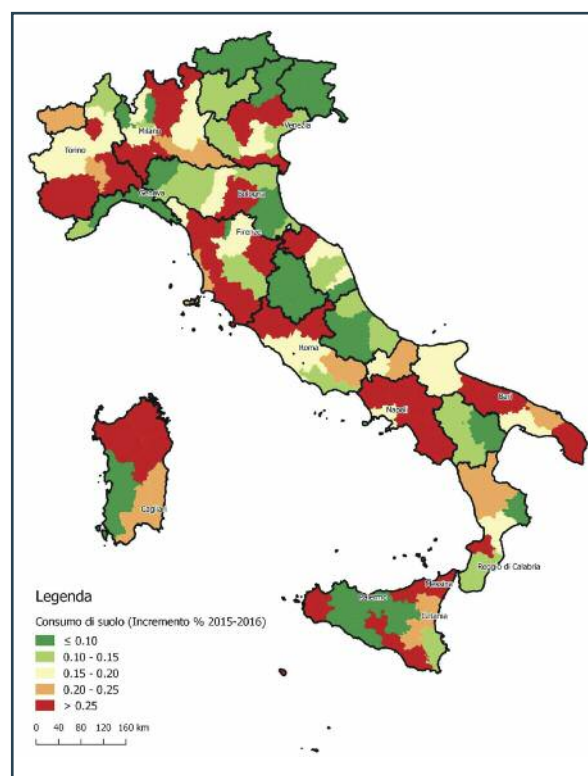 Torino
Milano
Venezia
Genova
Bologna
Firenze
Roma
Napoli
Bari
Cagliari
Reggio di Calabria
Messina
Palermo
Catania
Legenda
Consumo di suolo (Incremento % 2015-2016)
≤ 0.10
0.10 - 0.15
0.15 - 0.20
0.20 - 0.25
> 0.25
0 40 80 120 160 km